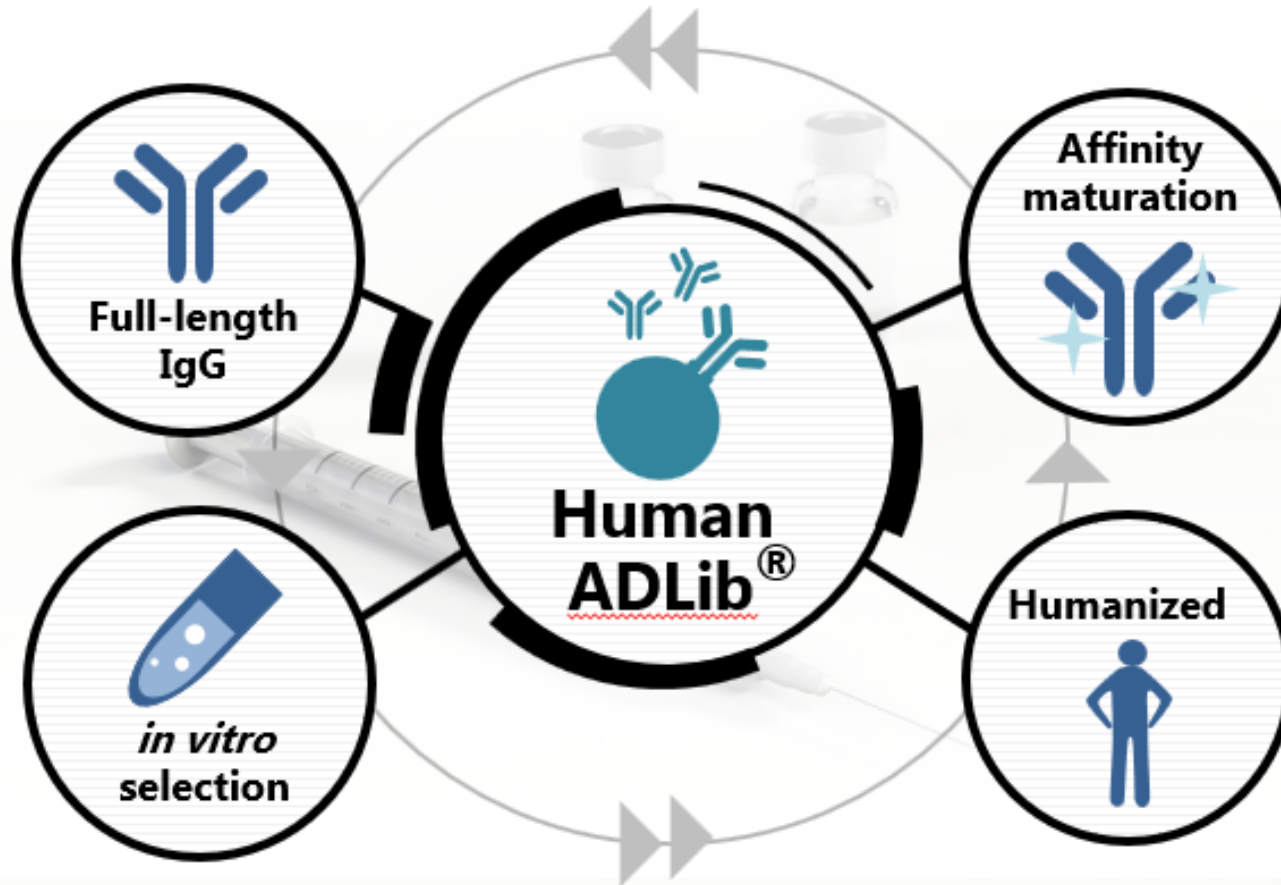 Full-length
IgG
Affinity
maturation
Human
ADLib®
in vitro
selection
Humanized